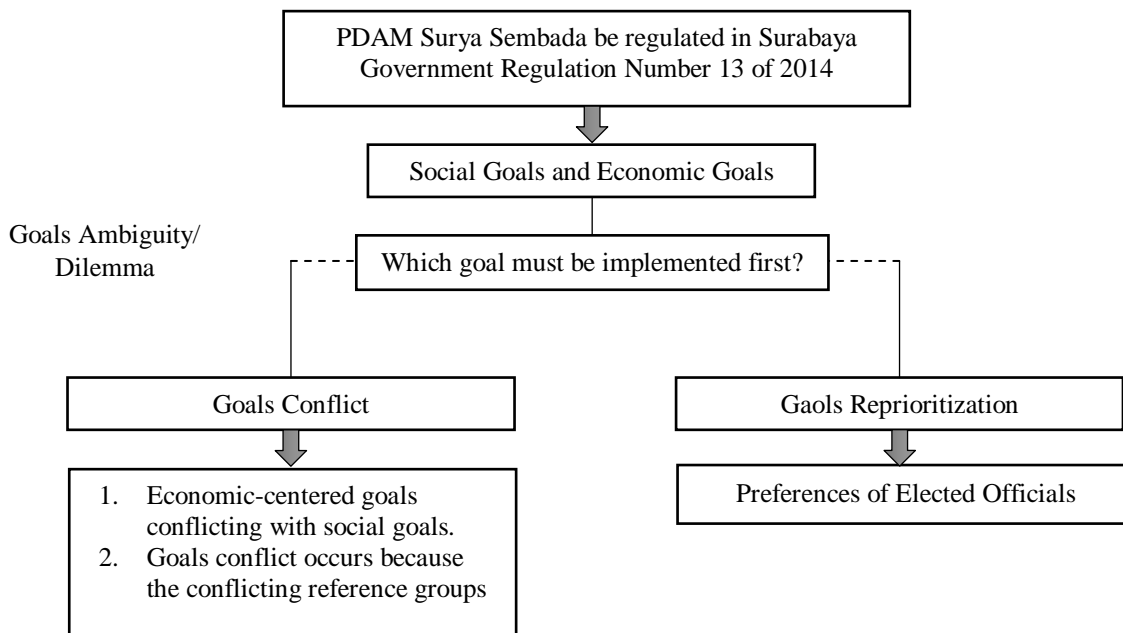 PDAM Surya Sembada be regulated in Surabaya
Government Regulation Number 13 of 2014
Social Goals and Economic Goals
Goals Ambiguity/
Dilemma
Which goal must be implemented first?
Goals Conflict
Gaols Reprioritization
1. Economic-centered goals
conflicting with social goals.
2. Goals conflict occurs because
the conflicting reference groups
Preferences of Elected Officials